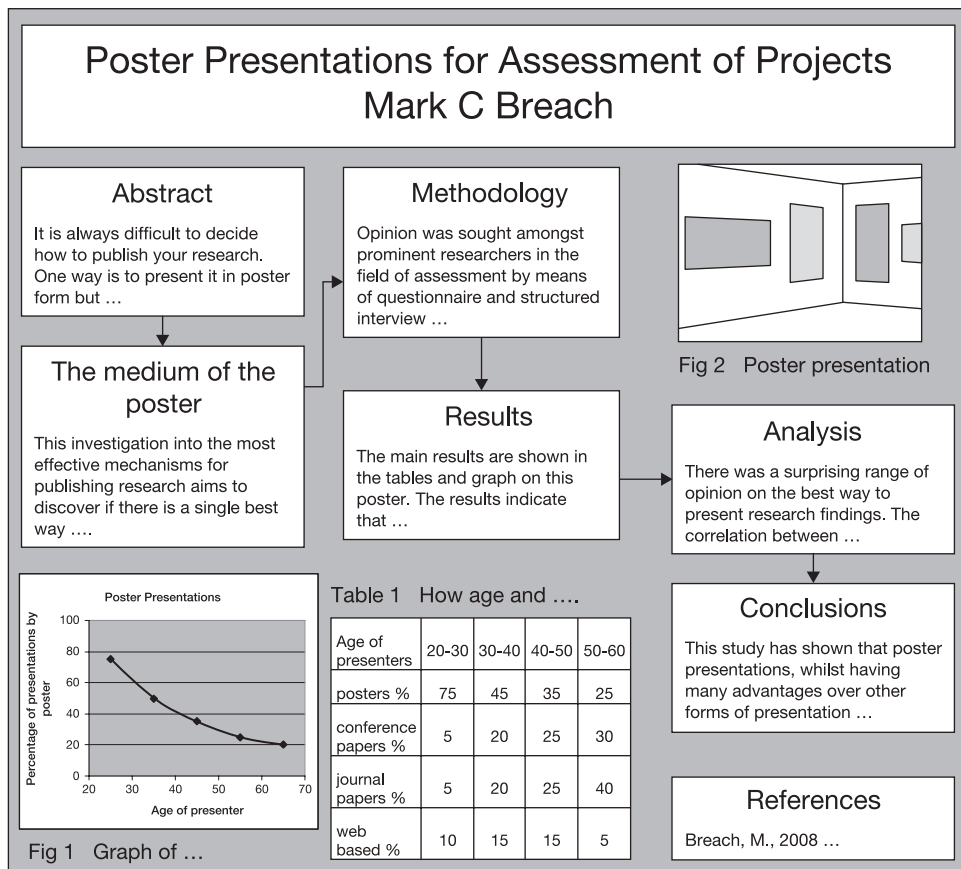 Poster Presentations for Assessment of Projects
Mark C Breach
Abstract
It is always difficult to decide
how to publish your research.
One way is to present it in poster
form but …
The medium of the
poster
This investigation into the most
effective mechanisms for
publishing research aims to
discover if there is a single best
way ….
Methodology
Opinion was sought amongst
prominent researchers in the
field of assessment by means
of questionnaire and structured
interview …
Results
The main results are shown in
the tables and graph on this
poster. The results indicate
that …
Fig 2 Poster presentation
Analysis
There was a surprising range of
opinion on the best way to
present research findings. The
correlation between …
Conclusions
This study has shown that poster
presentations, whilst having
many advantages over other
forms of presentation …
References
Breach, M., 2008 …
Poster Presentations
Percentage of presentations by
poster
100
80
60
40
20
0
20 30 40 50 60 70
Age of presenter
Fig 1 Graph of …
Table 1 How age and ….
Age of
presenters 20-30 30-40 40-50 50-60
posters % 75 45 35 25
conference
papers % 5 20 25 30
journal
papers % 5 20 25 40
web
based % 10 15 15 5